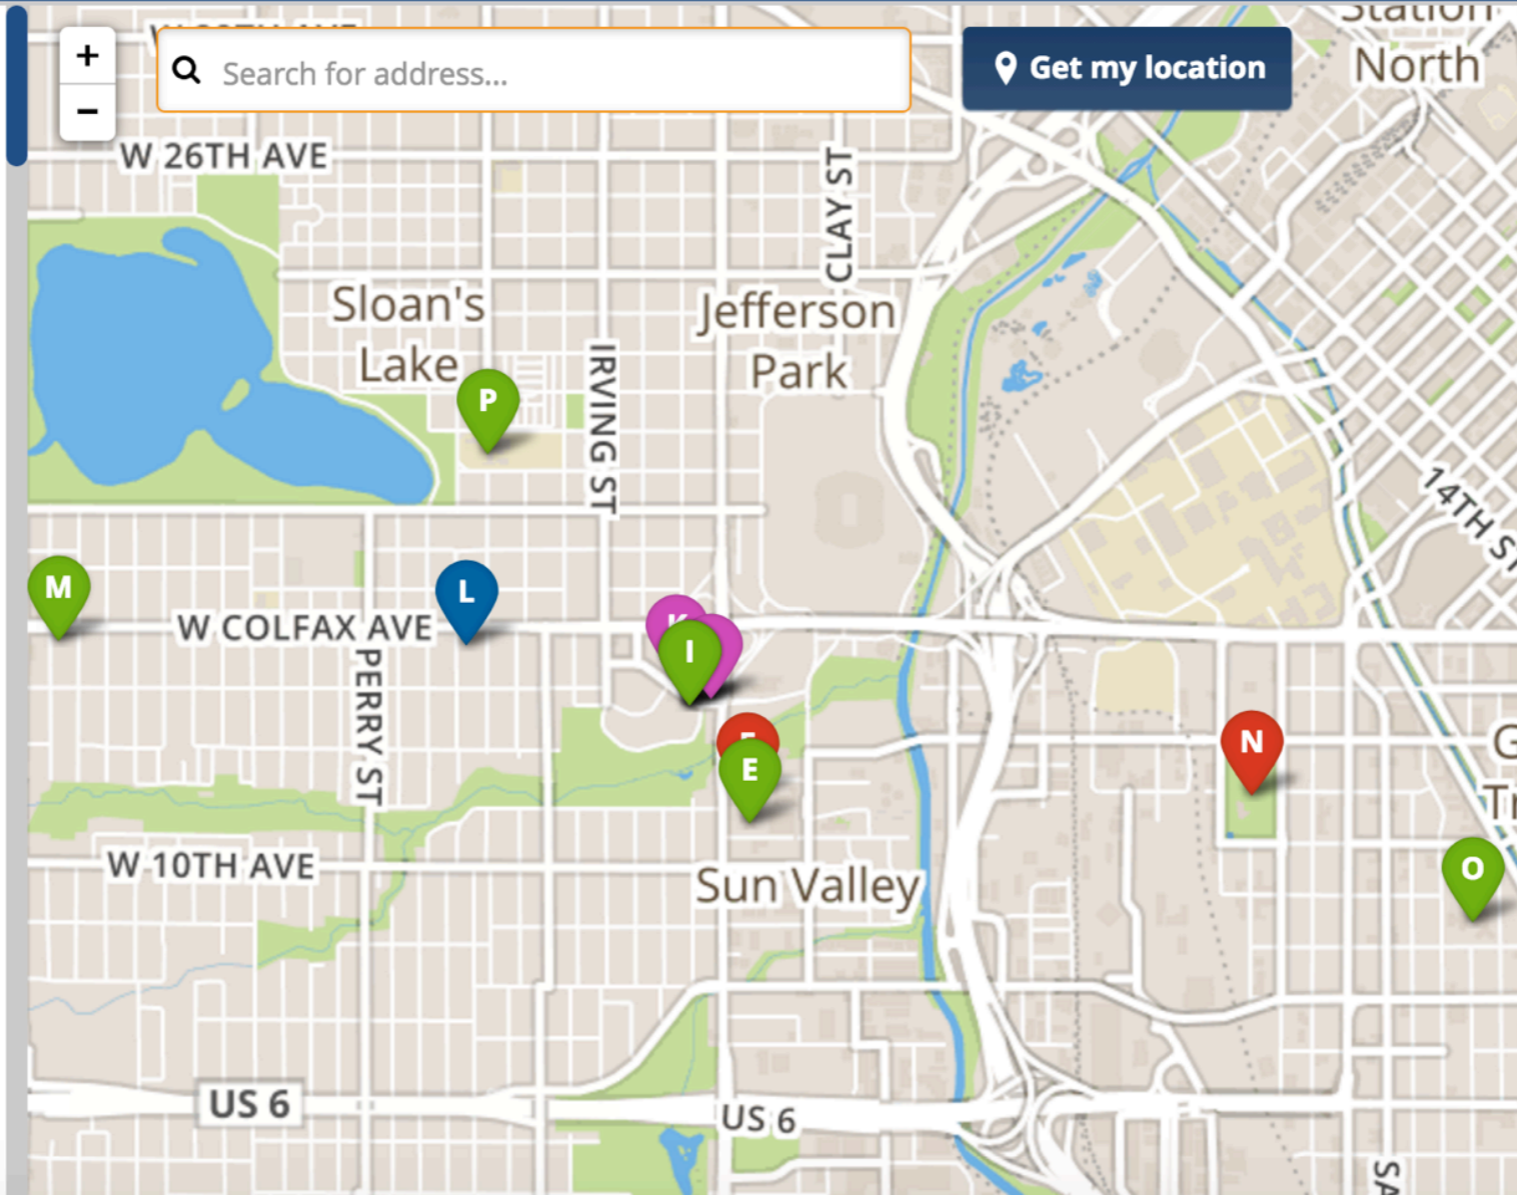 Station
North
+
Search for address...
Get my location
−
W 26TH AVE
CLAY ST
Sloan's
Lake
Jefferson
Park
P
IRVING ST
14TH ST
M
L
W COLFAX AVE
K
I
PERRY ST
N
E
O
W 10TH AVE
Sun Valley
US 6
US 6